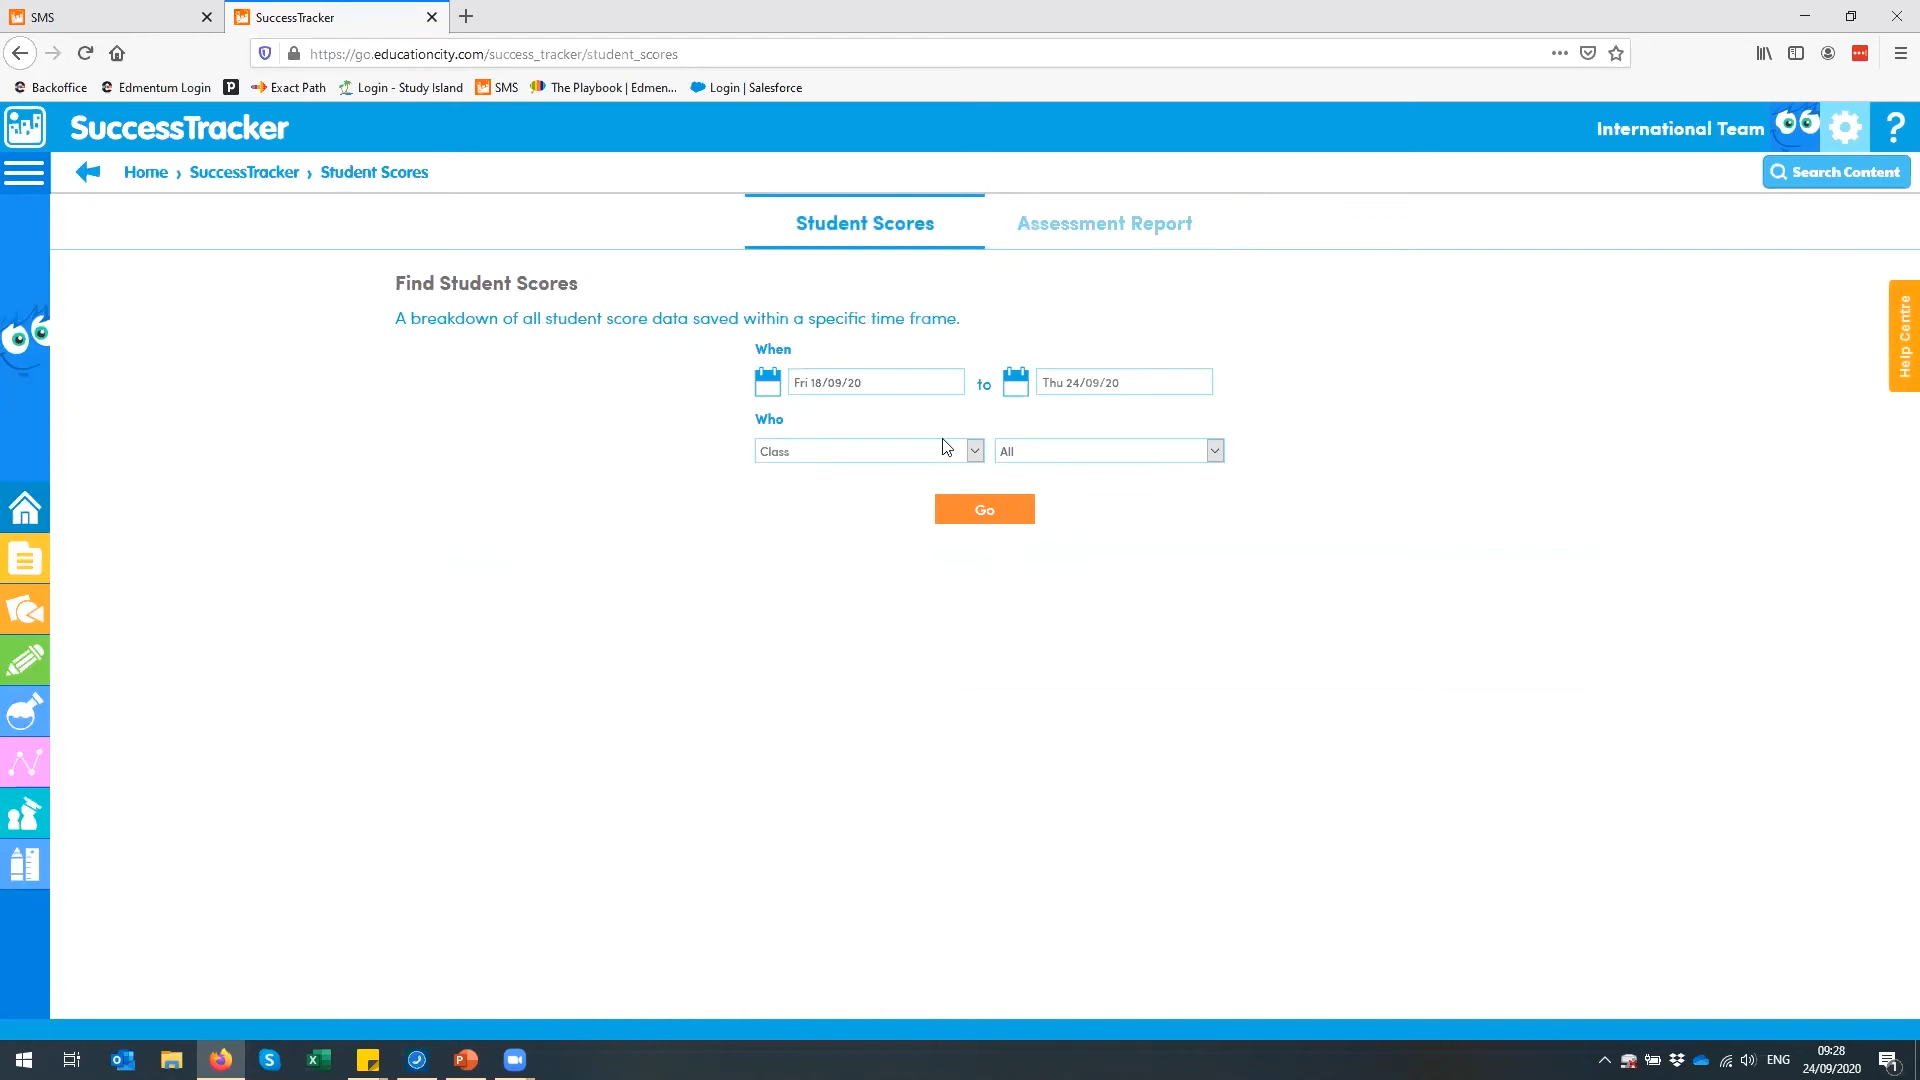 SMS
SuccessTracker
https://go.educationcity.com/success_tracker/student_scores
Backoffice Edmentum Login Exact Path Login - Study Island SMS The Playbook | Edmen... Login | Salesforce
SuccessTracker
International Team
?
Home › SuccessTracker › Student Scores
Search Content
Student Scores
Assessment Report
Find Student Scores
A breakdown of all student score data saved within a specific time frame.
When
Fri 18/09/20 to Thu 24/09/20
Who
Class
All
Go
Help Centre
ENG
09:28
24/09/2020
1